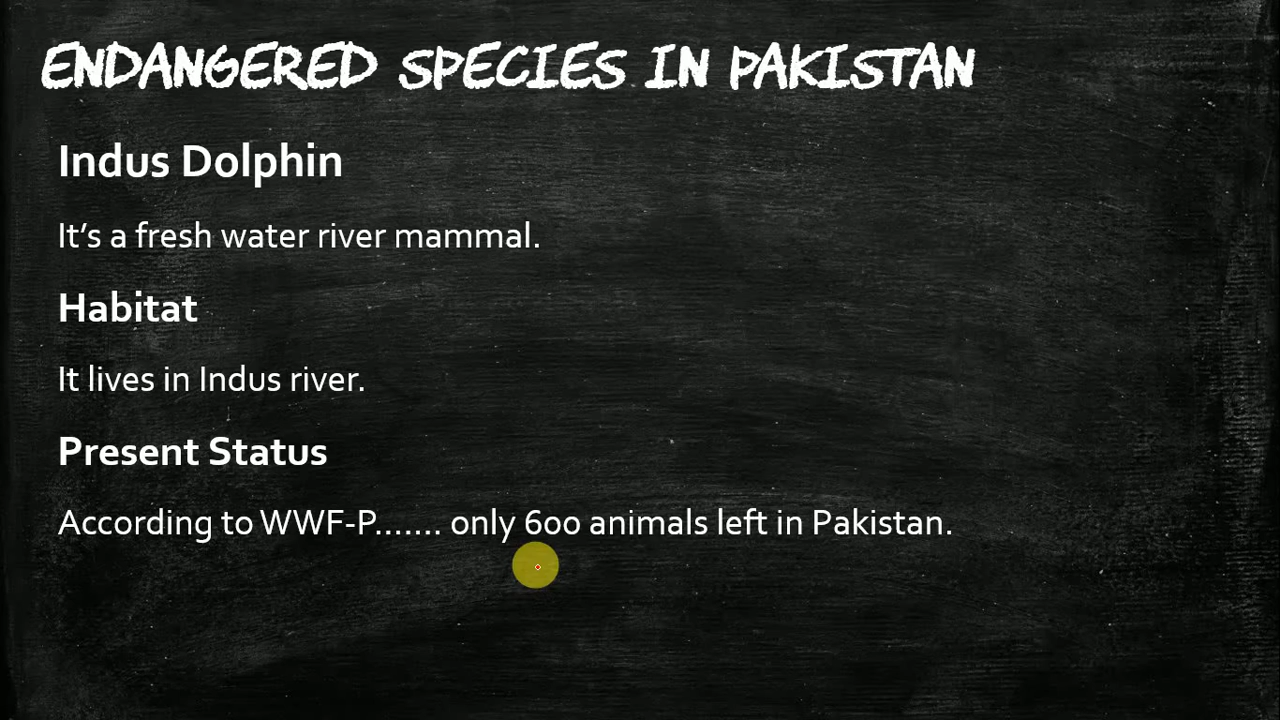 ENDANGERED SPECIES IN PAKISTAN
Indus Dolphin
It’s a fresh water river mammal.
Habitat
It lives in Indus river.
Present Status
According to WWF-P....... only 600 animals left in Pakistan.